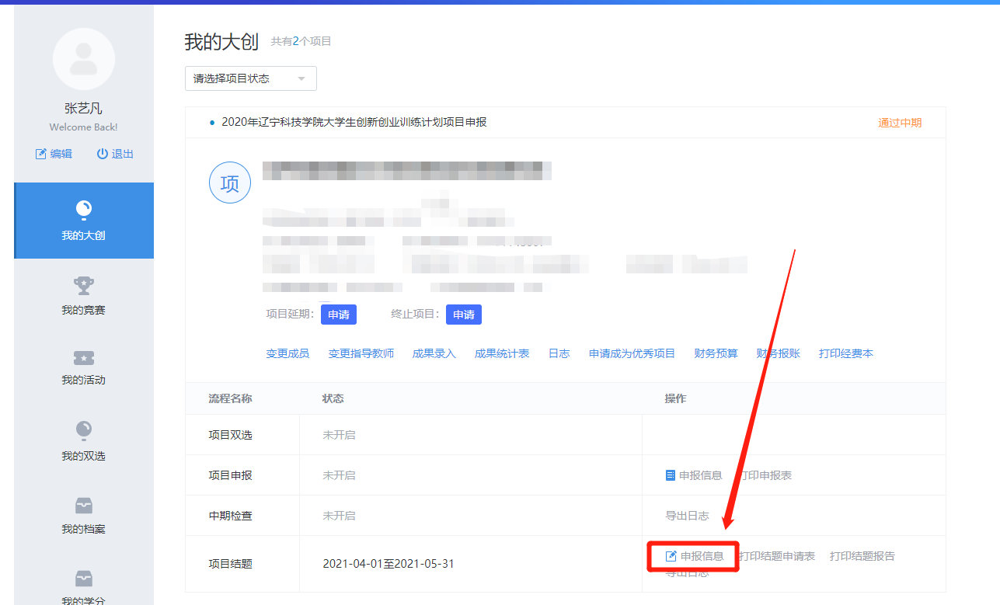 张艺凡
Welcome Back!
编辑 退出
我的大创
我的竞赛
我的活动
我的双选
我的档案
我的学分
我的大创 共有2个项目
请选择项目状态
2020年辽宁科技学院大学生创新创业训练计划项目申报 通过中期
项
项目延期: 申请 终止项目: 申请
变更成员 变更指导教师 成果录入 成果统计表 日志 申请成为优秀项目 财务预算 财务报账 打印经费本
流程名称 状态 操作
项目双选 未开启
项目申报 未开启 申报信息 打印申报表
中期检查 未开启 导出日志
项目结题 2021-04-01至2021-05-31 申报信息 打印结题申请表 打印结题报告
导出日志